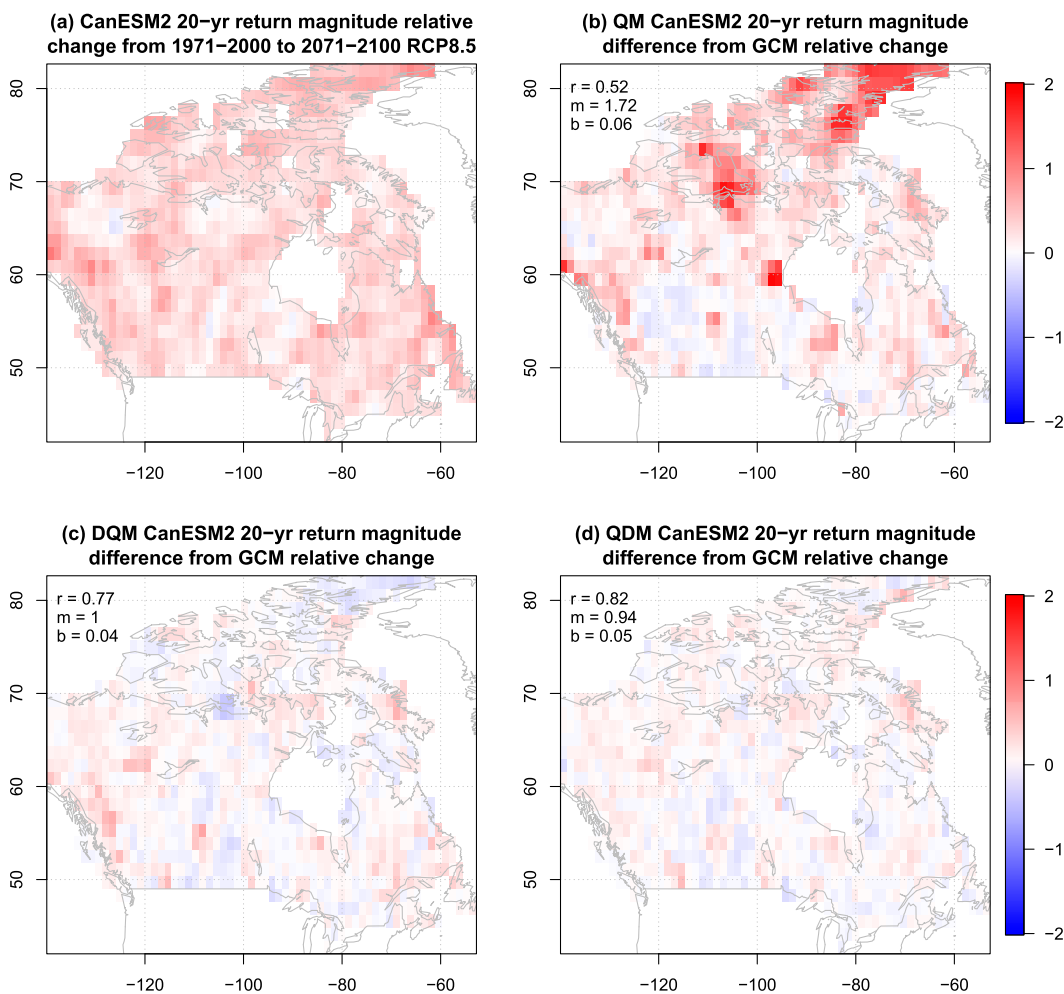 (a) CanESM2 20−yr return magnitude relative
change from 1971−2000 to 2071−2100 RCP8.5
80
70
60
50
−120
−100
−80
−60
(b) QM CanESM2 20−yr return magnitude
difference from GCM relative change
r = 0.52
m = 1.72
b = 0.06
80
70
60
50
−120
−100
−80
−60
2
1
0
−1
−2
(c) DQM CanESM2 20−yr return magnitude
difference from GCM relative change
r = 0.77
m = 1
b = 0.04
80
70
60
50
−120
−100
−80
−60
(d) QDM CanESM2 20−yr return magnitude
difference from GCM relative change
r = 0.82
m = 0.94
b = 0.05
80
70
60
50
−120
−100
−80
−60
2
1
0
−1
−2